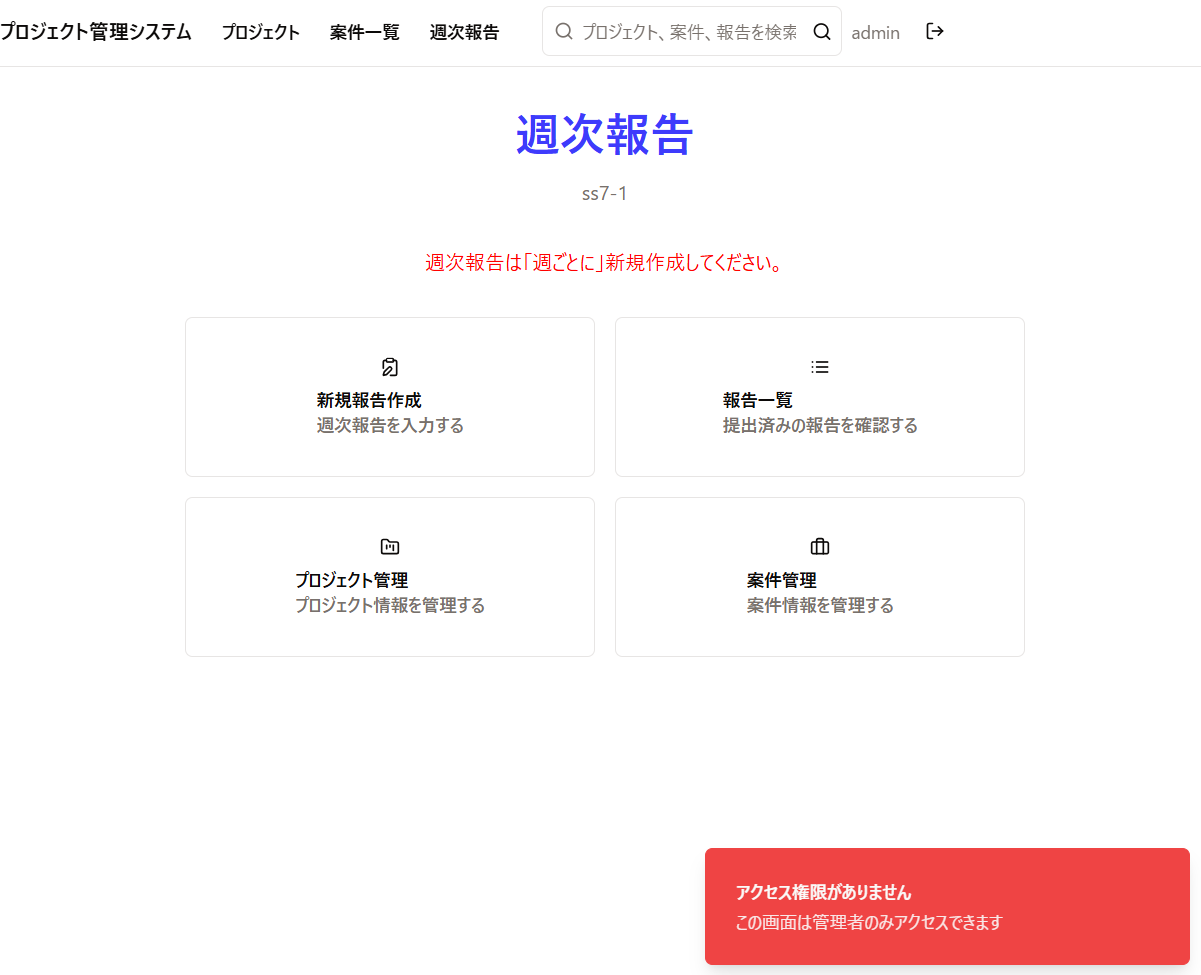 プロジェクト管理システム プロジェクト 案件一覧 週次報告 プロジェクト、案件、報告を検索 admin
週次報告
ss7-1
週次報告は「週ごとに」新規作成してください。
新規報告作成
週次報告を入力する
報告一覧
提出済みの報告を確認する
プロジェクト管理
プロジェクト情報を管理する
案件管理
案件情報を管理する
アクセス権限がありません
この画面は管理者のみアクセスできます